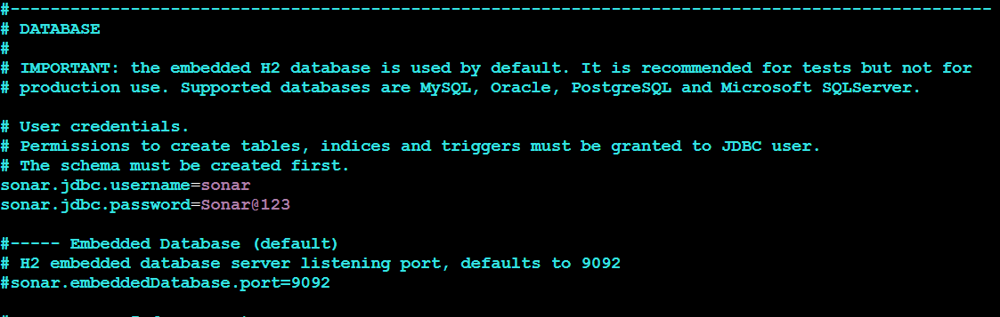 #--------------------------------------------------------------------------------------------------
# DATABASE
#
# IMPORTANT: the embedded H2 database is used by default. It is recommended for tests but not for
# production use. Supported databases are MySQL, Oracle, PostgreSQL and Microsoft SQLServer.
# User credentials.
# Permissions to create tables, indices and triggers must be granted to JDBC user.
# The schema must be created first.
sonar.jdbc.username=sonar
sonar.jdbc.password=Sonar@123
#----- Embedded Database (default)
# H2 embedded database server listening port, defaults to 9092
#sonar.embeddedDatabase.port=9092